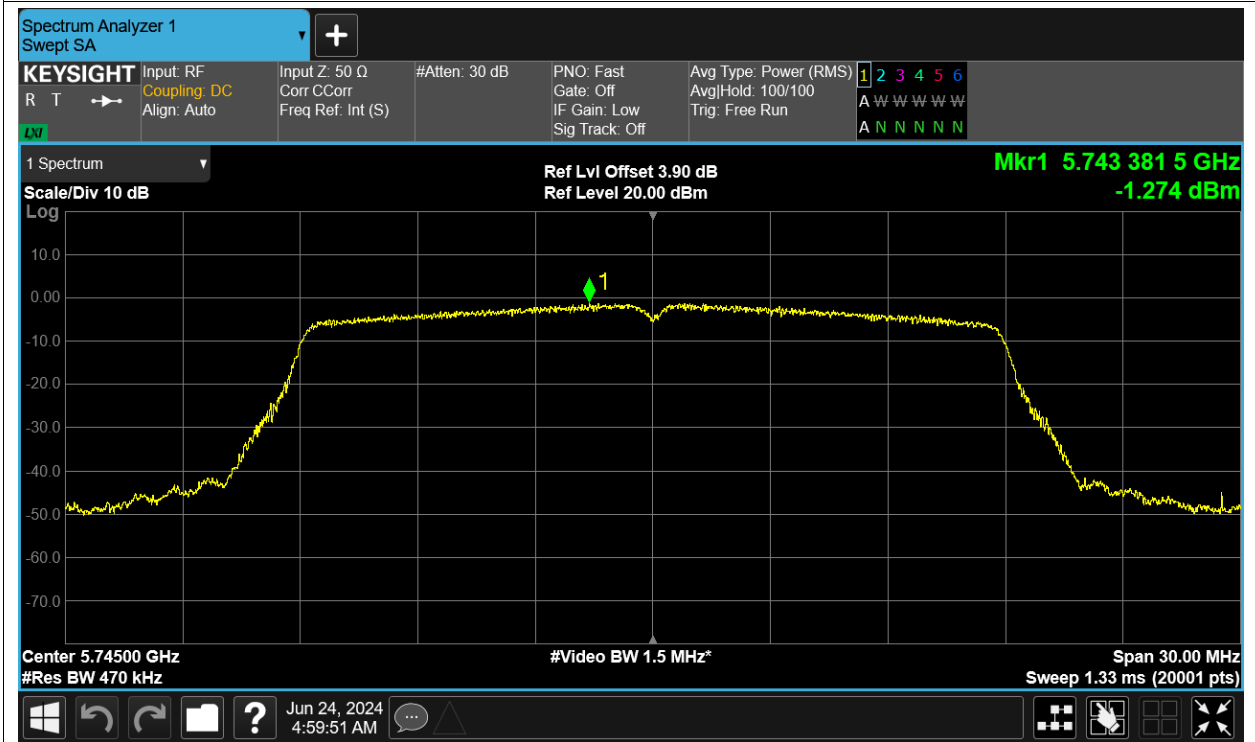 Spectrum Analyzer 1
Swept SA
+
KEYSIGHT
R T
LXI
Input: RF
Coupling: DC
Align: Auto
Input Z: 50 Ω
Corr CCorr
Freq Ref: Int (S)
#Atten: 30 dB
PNO: Fast
Gate: Off
IF Gain: Low
Sig Track: Off
Avg Type: Power (RMS)
Avg|Hold: 100/100
Trig: Free Run
1 2 3 4 5 6
A W W W W W
A N N N N N
1 Spectrum
Scale/Div 10 dB
Log
Ref Lvl Offset 3.90 dB
Ref Level 20.00 dBm
Mkr1 5.743 381 5 GHz
-1.274 dBm
1
10.0
0.00
-10.0
-20.0
-30.0
-40.0
-50.0
-60.0
-70.0
Center 5.74500 GHz
#Res BW 470 kHz
#Video BW 1.5 MHz*
Span 30.00 MHz
Sweep 1.33 ms (20001 pts)
?
Jun 24, 2024
4:59:51 AM